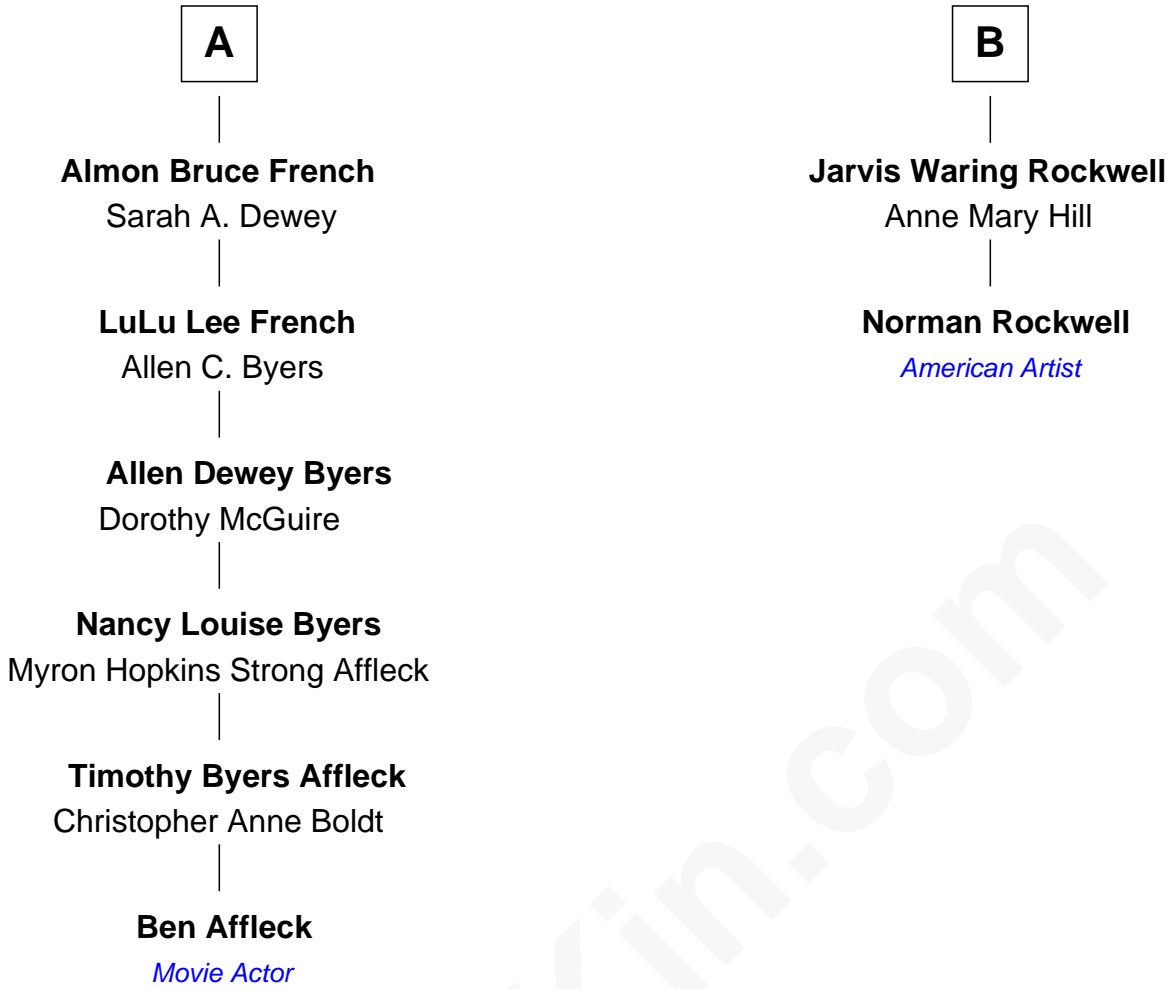 A
Almon Bruce French
Sarah A. Dewey
LuLu Lee French
Allen C. Byers
Allen Dewey Byers
Dorothy McGuire
Nancy Louise Byers
Myron Hopkins Strong Affleck
Timothy Byers Affleck
Christopher Anne Boldt
Ben Affleck
Movie Actor
B
Jarvis Waring Rockwell
Anne Mary Hill
Norman Rockwell
American Artist
Kin.com